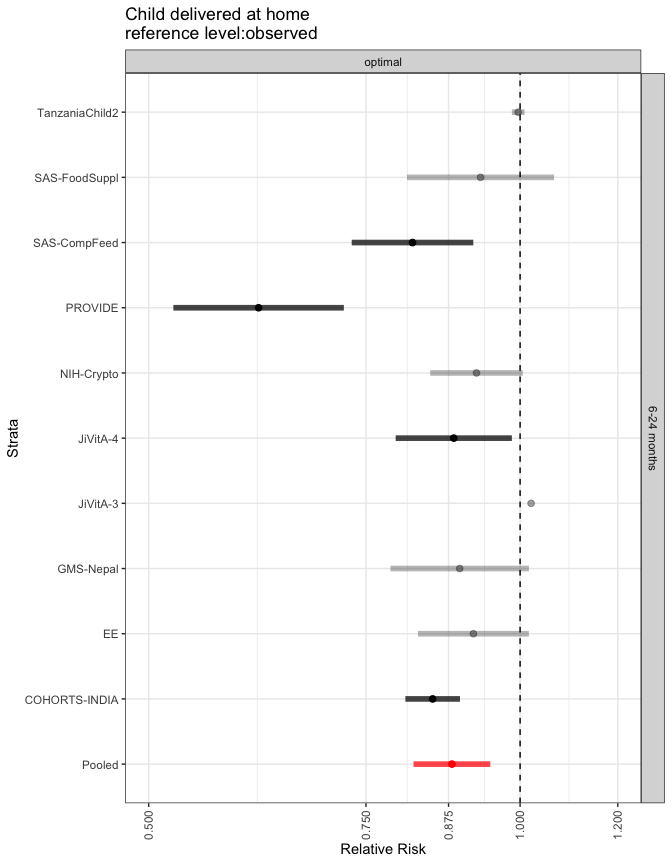 Child delivered at home
reference level:observed
optimal
TanzaniaChild2
SAS-FoodSuppl
SAS-CompFeed
PROVIDE
NIH-Crypto
JiVitA-4
JiVitA-3
GMS-Nepal
EE
COHORTS-INDIA
Pooled
Strata
6-24 months
0.500
0.750
0.875
1.000
1.200
Relative Risk